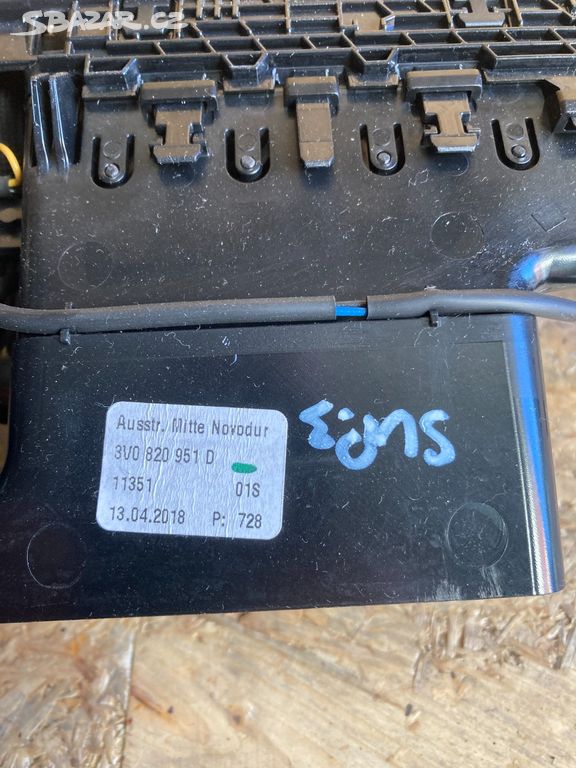 SBAZAR.CZ
Ausstr. Mitte Novodur
3V0 820 951 D
11351 01S
13.04.2018 P: 728